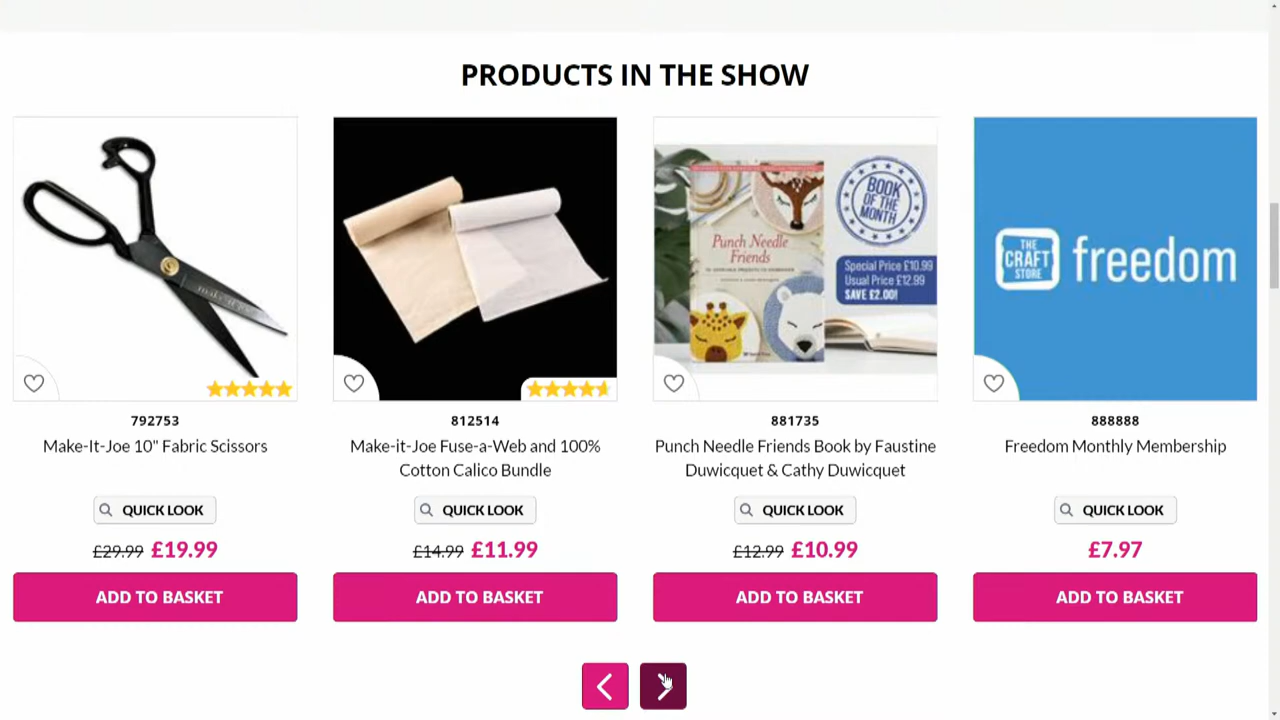 PRODUCTS IN THE SHOW
BOOK
OF THE
MONTH
Punch Needle
Friends
Special Price £10.99
Usual Price £12.99
SAVE £2.00!
THE
CRAFT
STORE
freedom
792753
812514
881735
888888
Make-It-Joe 10" Fabric Scissors
Make-it-Joe Fuse-a-Web and 100%
Cotton Calico Bundle
Punch Needle Friends Book by Faustine
Duwicquet & Cathy Duwicquet
Freedom Monthly Membership
QUICK LOOK
QUICK LOOK
QUICK LOOK
QUICK LOOK
£29.99 £19.99
£14.99 £11.99
£12.99 £10.99
£7.97
ADD TO BASKET
ADD TO BASKET
ADD TO BASKET
ADD TO BASKET